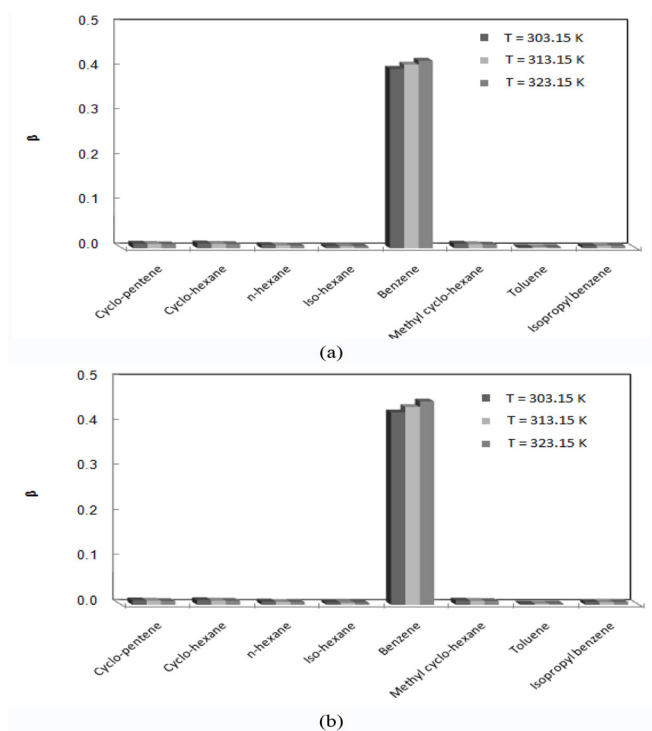 0.5
T = 303.15 K
T = 313.15 K
T = 323.15 K
0.4
0.3
β
0.2
0.1
0.0
Cyclo-pentene
Cyclo-hexane
n-hexane
Iso-hexane
Benzene
Methyl cyclo-hexane
Toluene
Isopropyl benzene
(a)
0.5
T = 303.15 K
T = 313.15 K
T = 323.15 K
0.4
0.3
β
0.2
0.1
0.0
Cyclo-pentene
Cyclo-hexane
n-hexane
Iso-hexane
Benzene
Methyl cyclo-hexane
Toluene
Isopropyl benzene
(b)